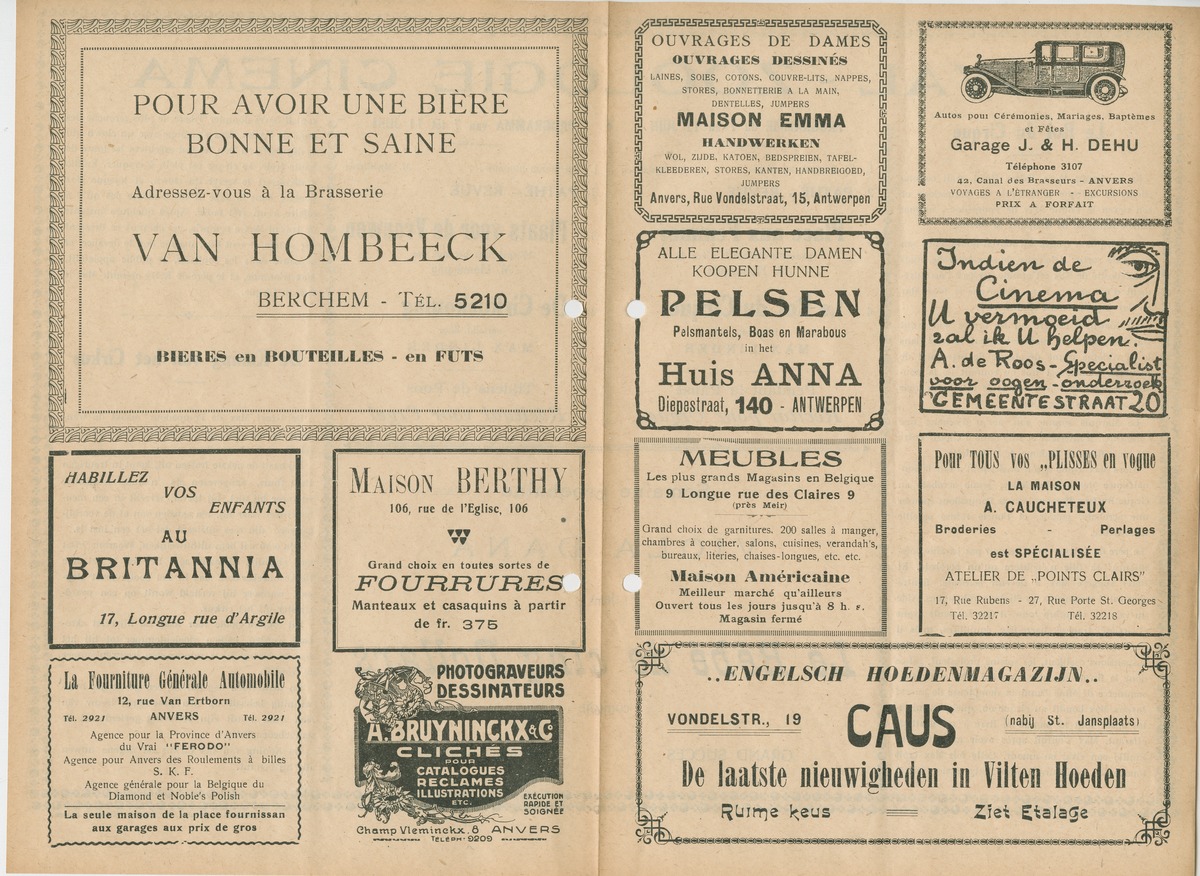 POUR AVOIR UNE BIÈRE
BONNE ET SAINE
Adressez-vous à la Brasserie
VAN HOMBEECK
BERCHEM - TÉL. 5210
BIERES en BOUTEILLES - en FUTS
HABILLEZ
VOS
ENFANTS
AU
BRITANNIA
17, Longue rue d'Argile
MAISON BERTHY
106, rue de l'Eglise, 106
Grand choix en toutes sortes de
FOURRURES
Manteaux et casaquins à partir
de fr. 375
La Fourniture Générale Automobile
12, rue Van Ertborn
Tél. 2921 ANVERS Tél. 2921
Agence pour la Province d'Anvers
du Vrai "FERODO"
Agence pour Anvers des Roulements à billes
S. K. F.
Agence générale pour la Belgique du
Diamond et Noble's Polish
La seule maison de la place fournissan
aux garages aux prix de gros
PHOTOGRAVEURS
DESSINATEURS
A. BRUYNINCKX & C°
CLICHÉS
POUR
CATALOGUES
RECLAMES
ILLUSTRATIONS
ETC.
EXÉCUTION
RAPIDE ET
SOIGNÉE
Champ Vleminckx. 8 ANVERS
TELEPH·9209
OUVRAGES DE DAMES
OUVRAGES DESSINÉS
LAINES, SOIES, COTONS, COUVRE-LITS, NAPPES,
STORES, BONNETTERIE A LA MAIN,
DENTELLES, JUMPERS
MAISON EMMA
HANDWERKEN
WOL, ZIJDE, KATOEN, BEDSPREIEN, TAFEL-
KLEEDEREN, STORES, KANTEN, HANDBREIGOED,
JUMPERS
Anvers, Rue Vondelstraat, 15, Antwerpen
Autos pour Cérémonies, Mariages, Baptèmes
et Fêtes
Garage J. & H. DEHU
Téléphone 3107
42, Canal des Brasseurs - ANVERS
VOYAGES A L'ÉTRANGER - EXCURSIONS
PRIX A FORFAIT
ALLE ELEGANTE DAMEN
KOOPEN HUNNE
PELSEN
Pelsmantels, Boas en Marabous
in het
Huis ANNA
Diepestraat, 140 - ANTWERPEN
Indien de
Cinema
U vermoeid
zal ik U helpen.
A. de Roos - Specialist
voor oogen - onderzoek
GEMEENTESTRAAT 20
MEUBLES
Les plus grands Magasins en Belgique
9 Longue rue des Claires 9
(près Meir)
Grand choix de garnitures. 200 salles à manger,
chambres à coucher, salons, cuisines, verandah's,
bureaux, literies, chaises-longues, etc. etc.
Maison Américaine
Meilleur marché qu'ailleurs
Ouvert tous les jours jusqu'à 8 h. s.
Magasin fermé
Pour TOUS vos „PLISSES en vogue
LA MAISON
A. CAUCHETEUX
Broderies - Perlages
est SPÉCIALISÉE
ATELIER DE „POINTS CLAIRS"
17, Rue Rubens - 27, Rue Porte St. Georges
Tél. 32217 Tél. 32218
..ENGELSCH HOEDENMAGAZIJN..
VONDELSTR., 19 CAUS (nabij St. Jansplaats)
De laatste nieuwigheden in Vilten Hoeden
Ruime keus Ziet Etalage